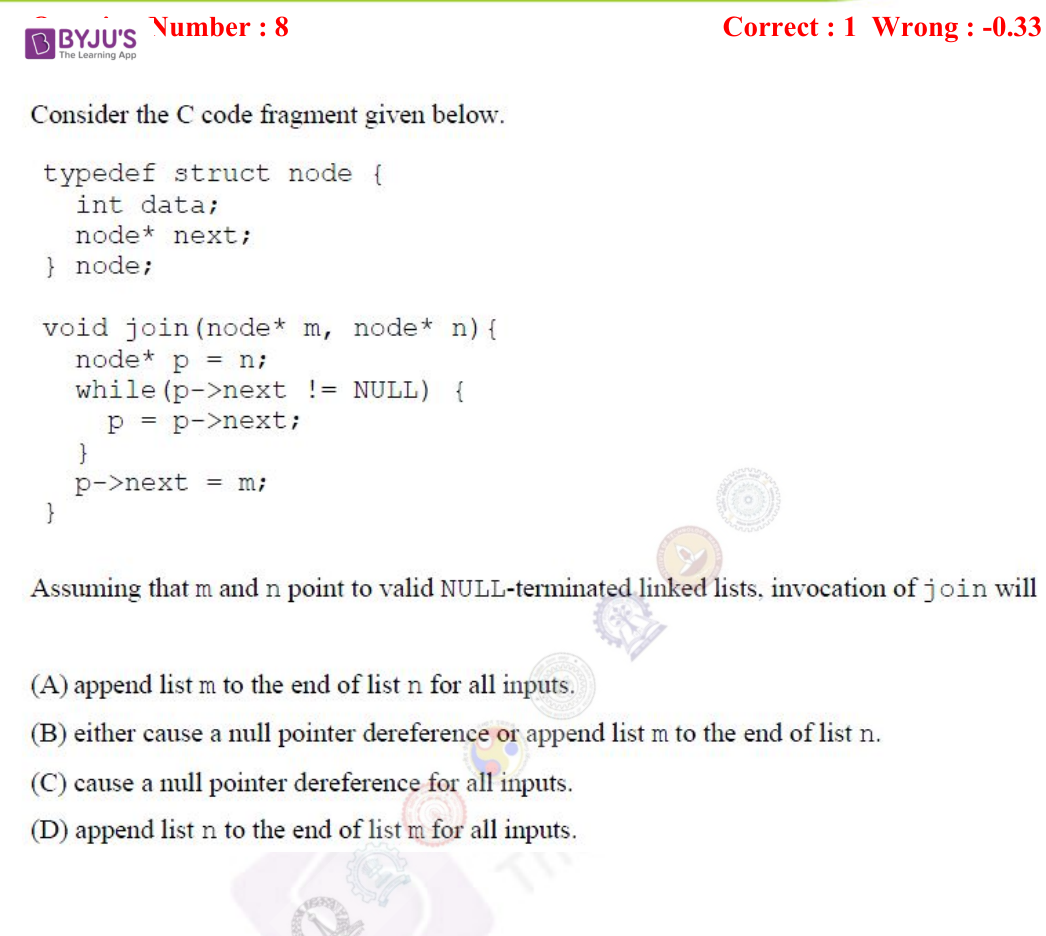 Number : 8 Correct : 1 Wrong : -0.33
BYJU'S
The Learning App
Consider the C code fragment given below.
typedef struct node {
int data;
node* next;
} node;
void join(node* m, node* n){
node* p = n;
while(p->next != NULL) {
p = p->next;
}
p->next = m;
}
Assuming that m and n point to valid NULL-terminated linked lists, invocation of join will
(A) append list m to the end of list n for all inputs.
(B) either cause a null pointer dereference or append list m to the end of list n.
(C) cause a null pointer dereference for all inputs.
(D) append list n to the end of list m for all inputs.